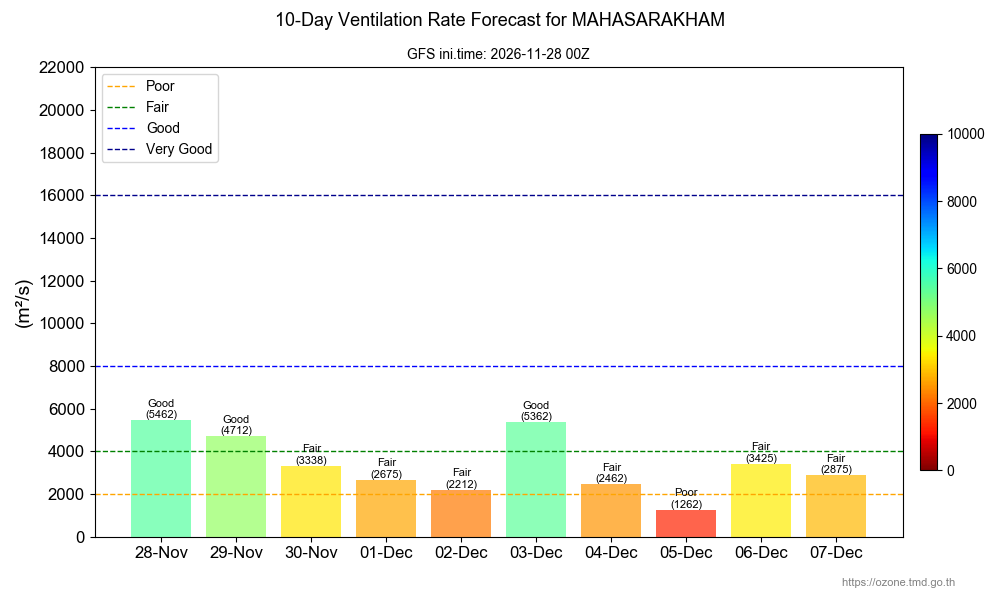 10-Day Ventilation Rate Forecast for MAHASARAKHAM
GFS ini.time: 2026-11-28 00Z
(m²/s)
22000
20000
18000
16000
14000
12000
10000
8000
6000
4000
2000
0
Poor
Fair
Good
Very Good
Good
(5462)
Good
(4712)
Fair
(3338)
Fair
(2675)
Fair
(2212)
Good
(5362)
Fair
(2462)
Poor
(1262)
Fair
(3425)
Fair
(2875)
28-Nov 29-Nov 30-Nov 01-Dec 02-Dec 03-Dec 04-Dec 05-Dec 06-Dec 07-Dec
10000
8000
6000
4000
2000
0
https://ozone.tmd.go.th